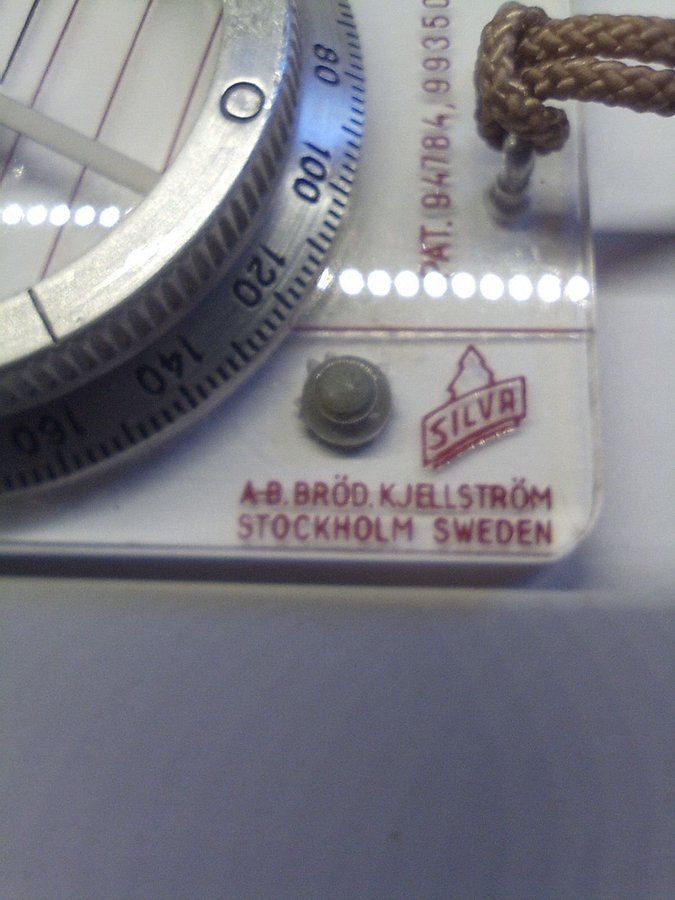 80
100
120
140
160
O
PAT. 94784, 99350
SILVA
A-B. BRÖD. KJELLSTRÖM
STOCKHOLM SWEDEN